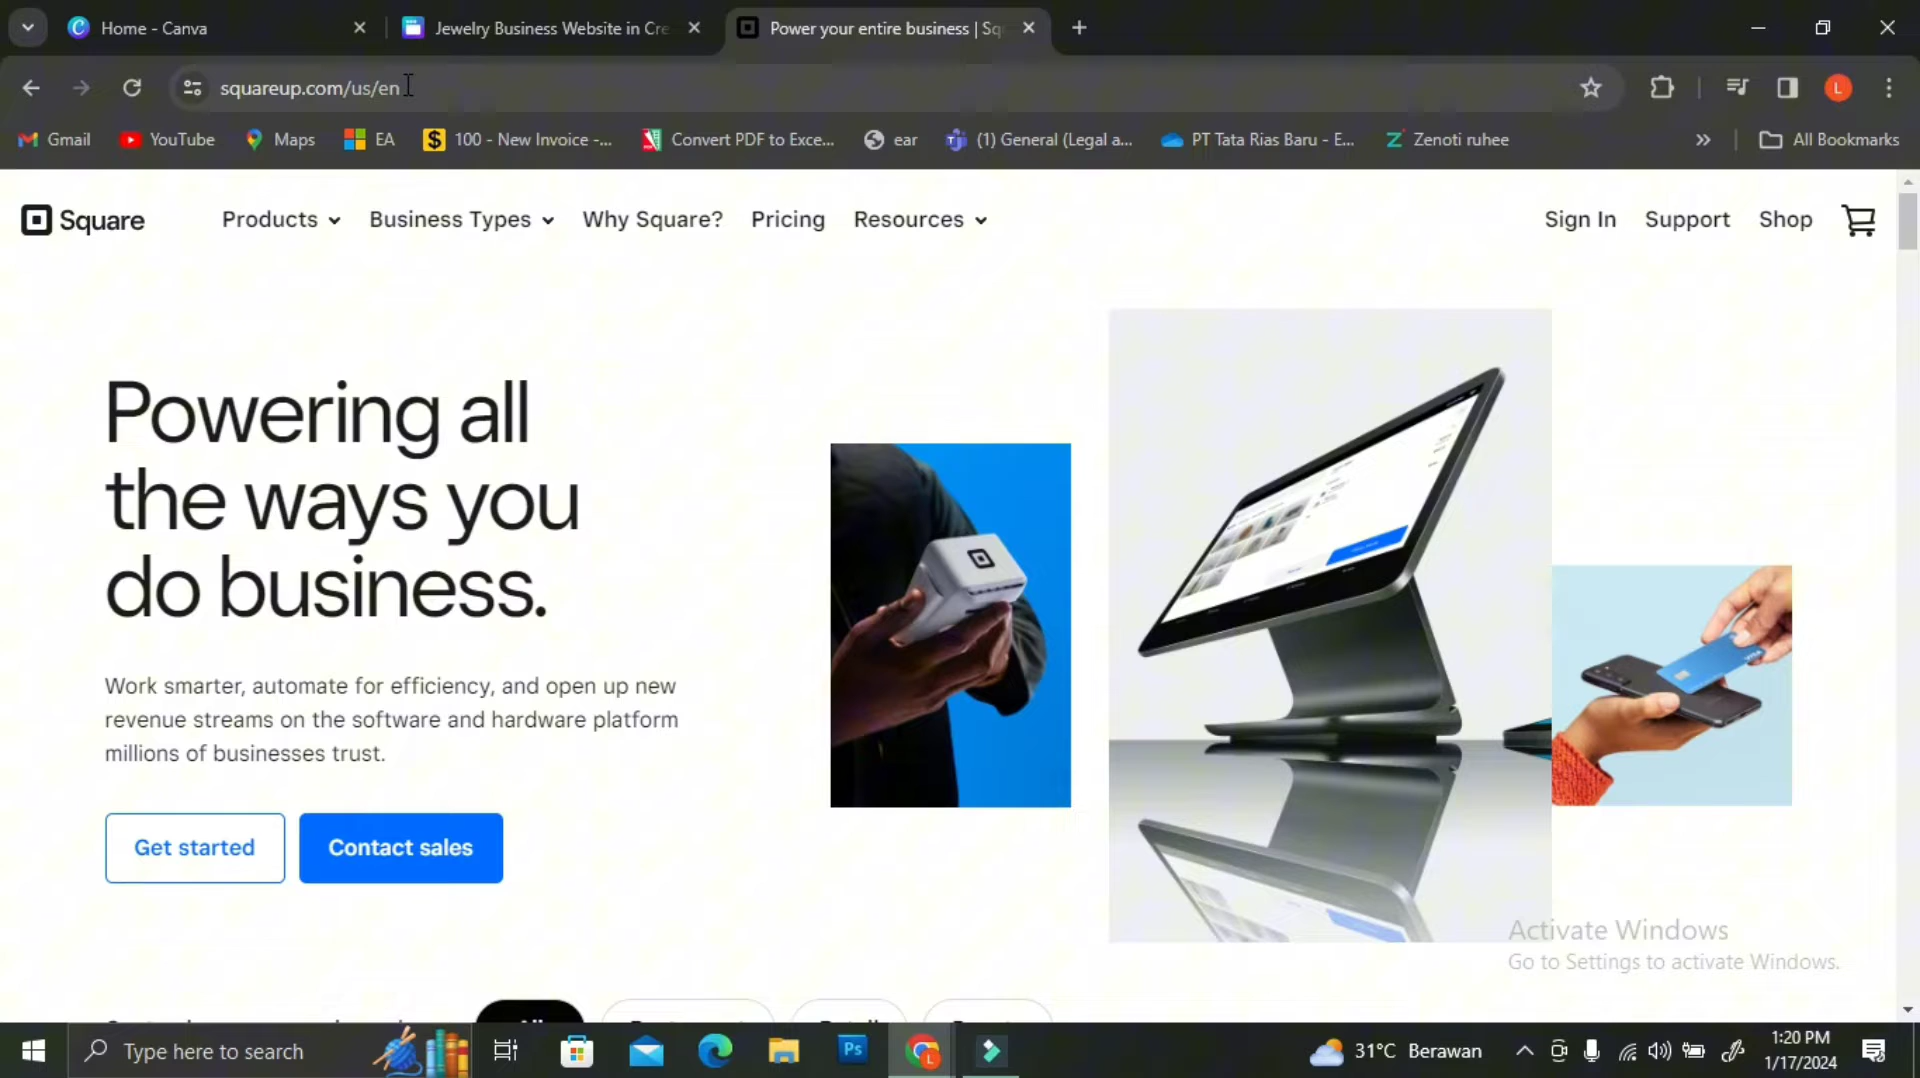 Home - Canva
Jewelry Business Website in Cre
Power your entire business | Sq
squareup.com/us/en
L
Gmail
YouTube
Maps
EA
100 - New Invoice -...
Convert PDF to Exce...
ear
(1) General (Legal a...
PT Tata Rias Baru - E...
Zenoti ruhee
All Bookmarks
Square
Products
Business Types
Why Square?
Pricing
Resources
Sign In
Support
Shop
Powering all
the ways you
do business.
Work smarter, automate for efficiency, and open up new
revenue streams on the software and hardware platform
millions of businesses trust.
Get started
Contact sales
VISA
Activate Windows
Go to Settings to activate Windows.
Type here to search
Ps
L
31°C Berawan
1:20 PM
1/17/2024